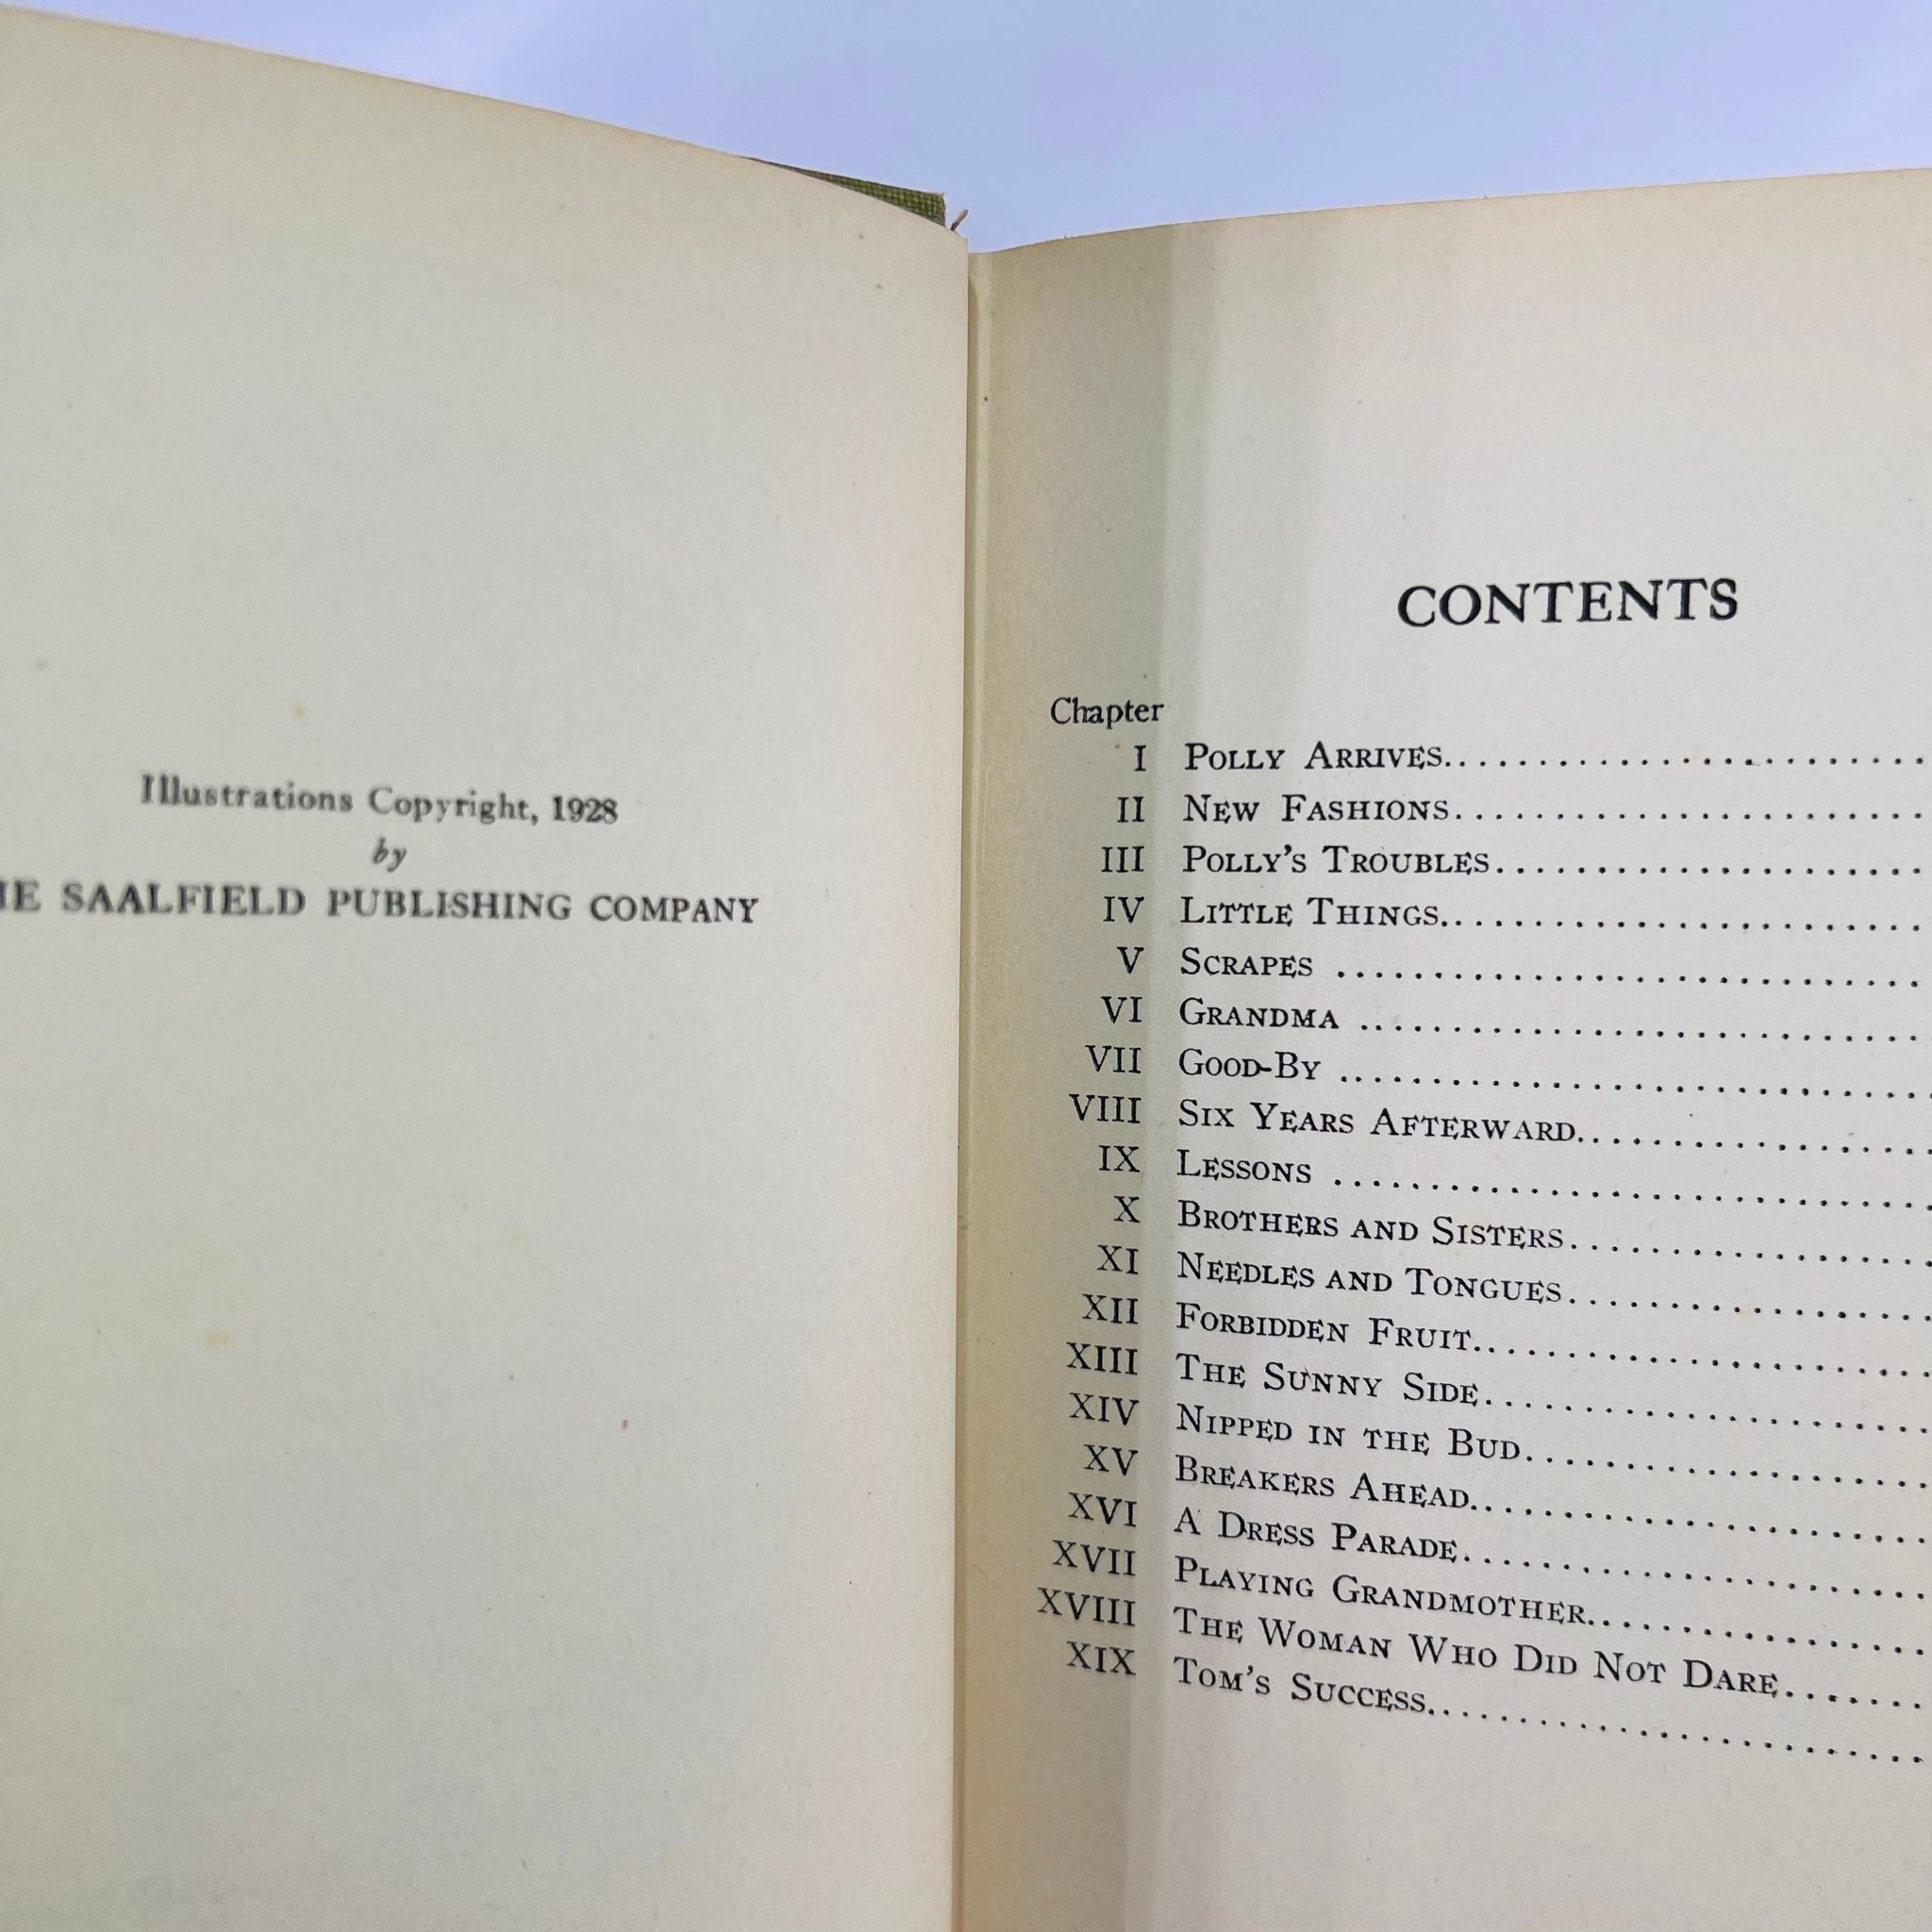 Illustrations Copyright, 1928
by
SAALFIELD PUBLISHING COMPANY
CONTENTS
Chapter
I POLLY ARRIVES
II NEW FASHIONS
III POLLY'S TROUBLES
IV LITTLE THINGS
V SCRAPES
VI GRANDMA
VII GOOD-BY
VIII SIX YEARS AFTERWARD
IX LESSONS
X BROTHERS AND SISTERS
XI NEEDLES AND TONGUES
XII FORBIDDEN FRUIT
XIII THE SUNNY SIDE
XIV NIPPED IN THE BUD
XV BREAKERS AHEAD
XVI A DRESS PARADE
XVII PLAYING GRANDMOTHER
XVIII THE WOMAN WHO DID NOT DARE
XIX TOM'S SUCCESS